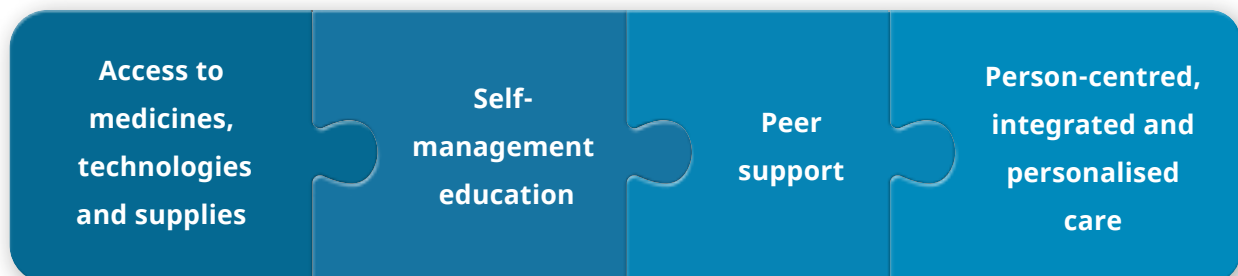 Access to
medicines,
technologies
and supplies
Self-
management
education
Peer
support
Person-centred,
integrated and
personalised
care